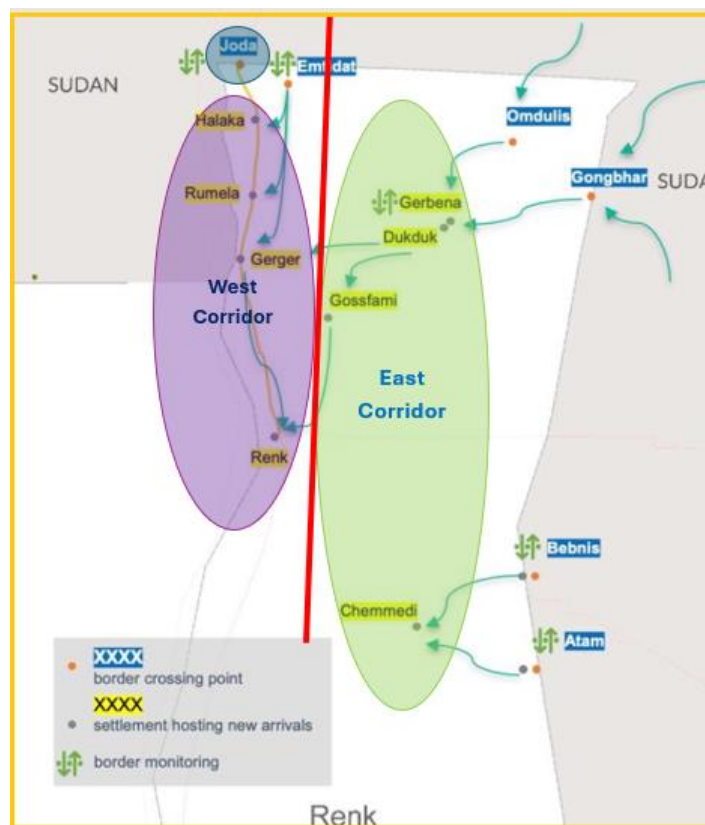 Joda
SUDAN
Emtidat
Halaka
Omdulis
Rumela
Gongbhar
SUDA
Gerbena
Dukduk
Gerger
West
Corridor
Gossfami
East
Corridor
Renk
Bebnis
Chemmedi
Atam
XXXX
border crossing point
XXXX
settlement hosting new arrivals
border monitoring
Renk